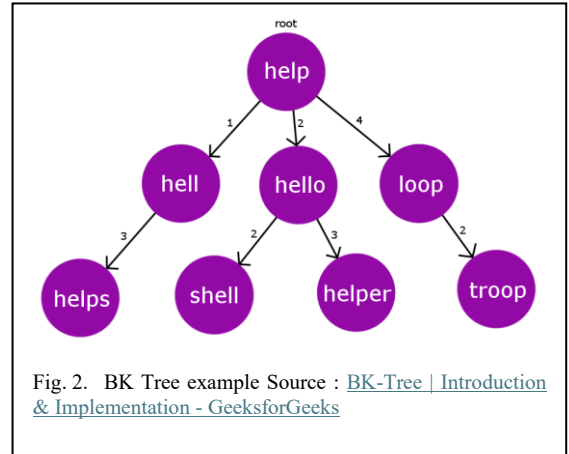 root
help
1
2
4
hell
hello
loop
3
2
3
2
helps
shell
helper
troop
Fig. 2. BK Tree example Source : BK-Tree | Introduction
& Implementation - GeeksforGeeks